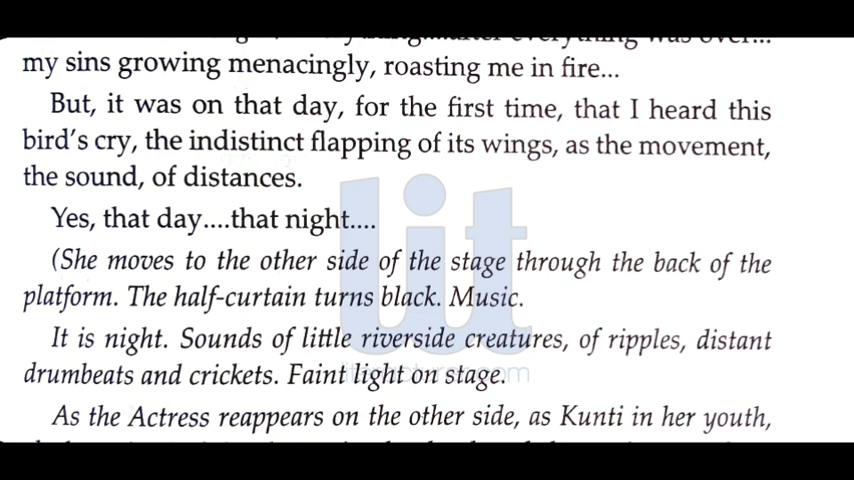 everything was over...
my sins growing menacingly, roasting me in fire...
But, it was on that day, for the first time, that I heard this
bird's cry, the indistinct flapping of its wings, as the movement,
the sound, of distances.
Yes, that day....that night....
(She moves to the other side of the stage through the back of the
platform. The half-curtain turns black. Music.
It is night. Sounds of little riverside creatures, of ripples, distant
drumbeats and crickets. Faint light on stage.
As the Actress reappears on the other side, as Kunti in her youth,
lit